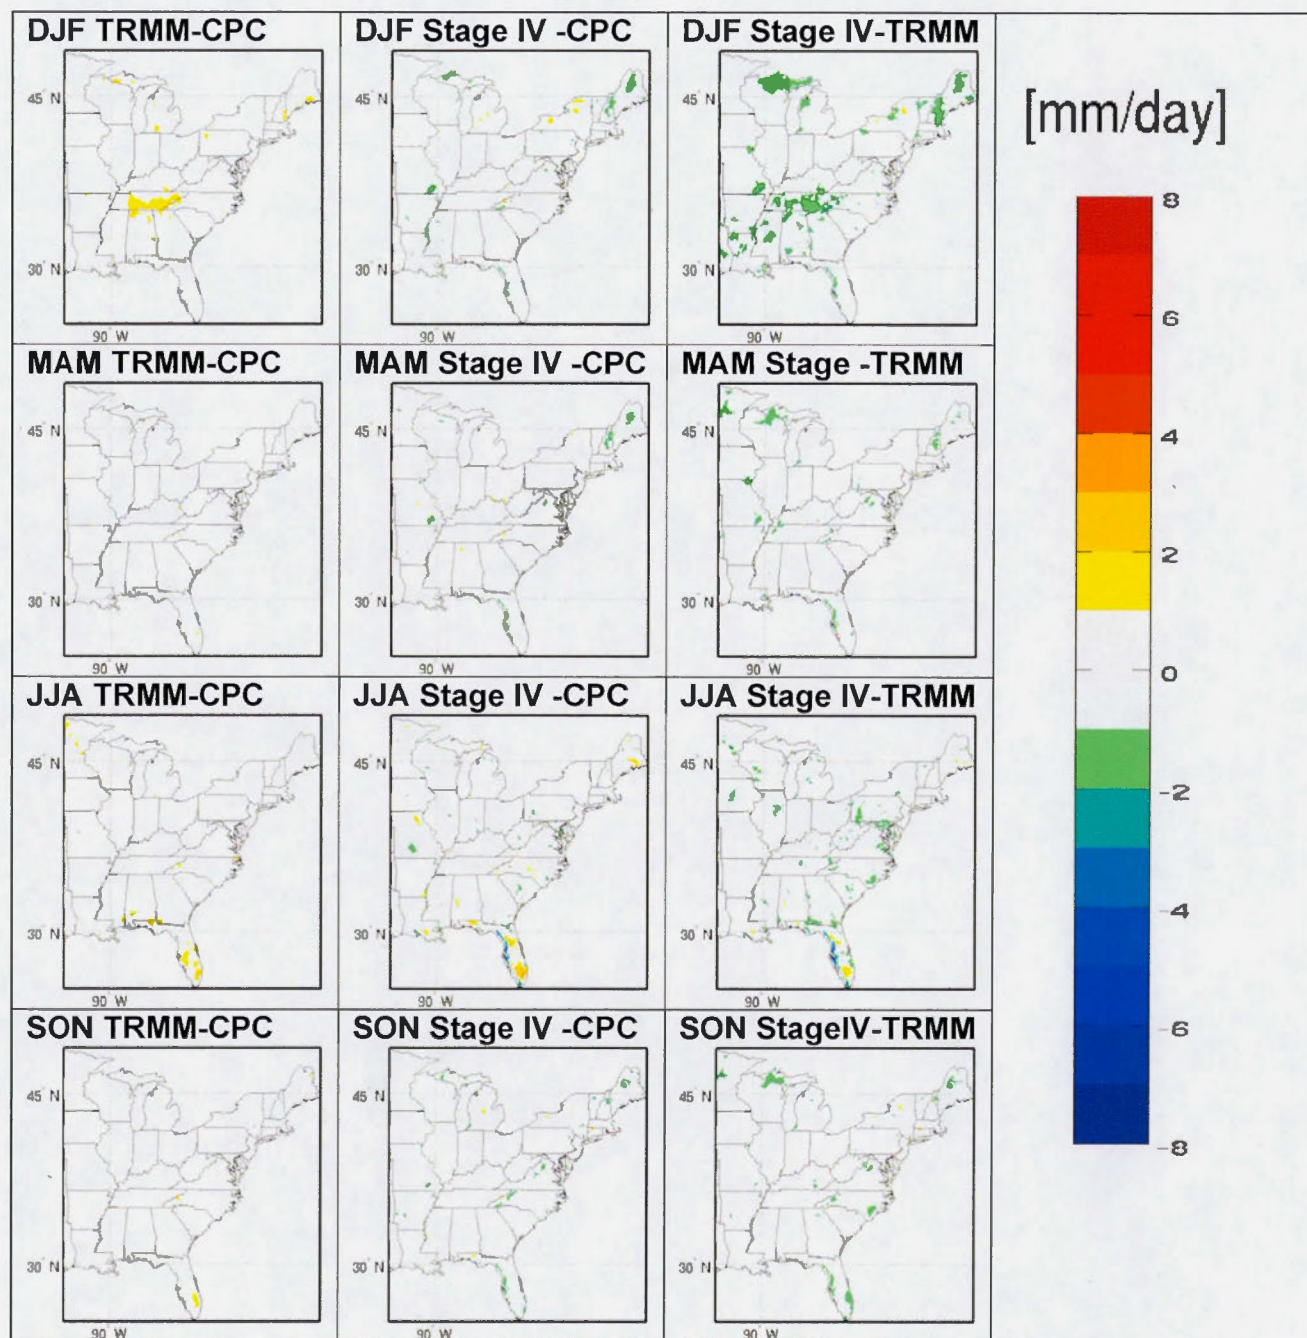 DJF TRMM-CPC
DJF Stage IV -CPC
DJF Stage IV-TRMM
45° N
30° N
90° W
45° N
30° N
90° W
45° N
30° N
90° W
MAM TRMM-CPC
MAM Stage IV -CPC
MAM Stage -TRMM
45° N
30° N
90° W
45° N
30° N
90° W
45° N
30° N
90° W
JJA TRMM-CPC
JJA Stage IV -CPC
JJA Stage IV-TRMM
45° N
30° N
90° W
45° N
30° N
90° W
45° N
30° N
90° W
SON TRMM-CPC
SON Stage IV -CPC
SON StageIV-TRMM
45° N
30° N
90° W
45° N
30° N
90° W
45° N
30° N
90° W
[mm/day]
8
6
4
2
0
-2
-4
-6
-8